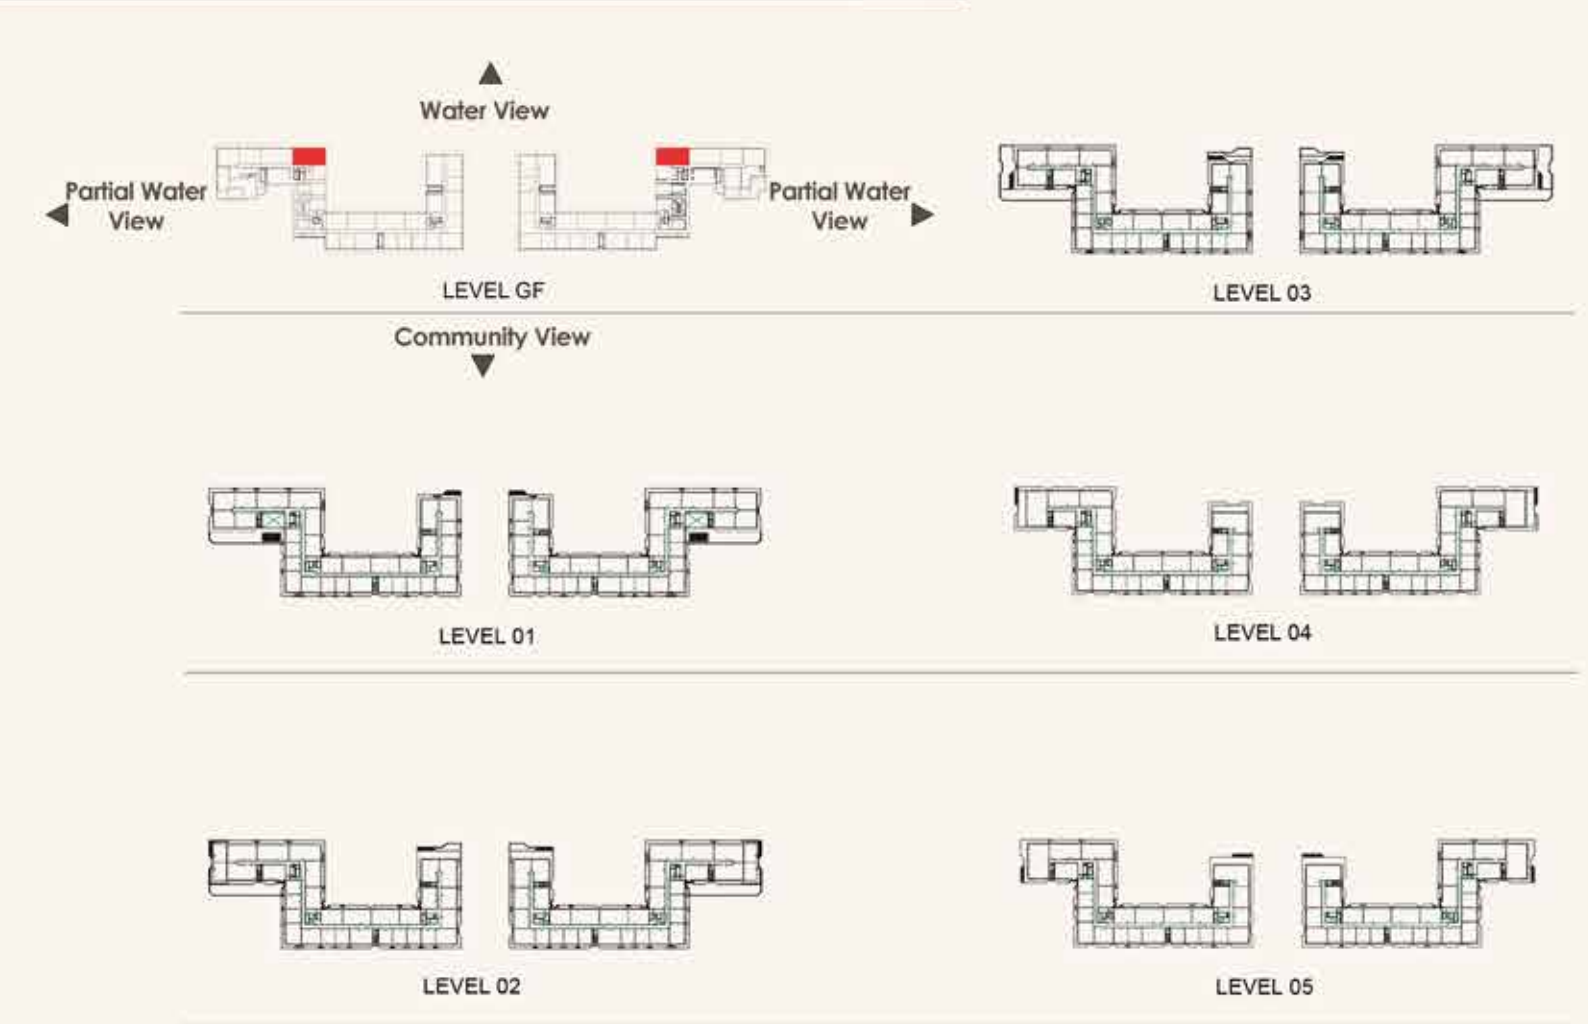 Water View
Partial Water
View
Partial Water
View
LEVEL GF
LEVEL 03
Community View
LEVEL 01
LEVEL 04
LEVEL 02
LEVEL 05